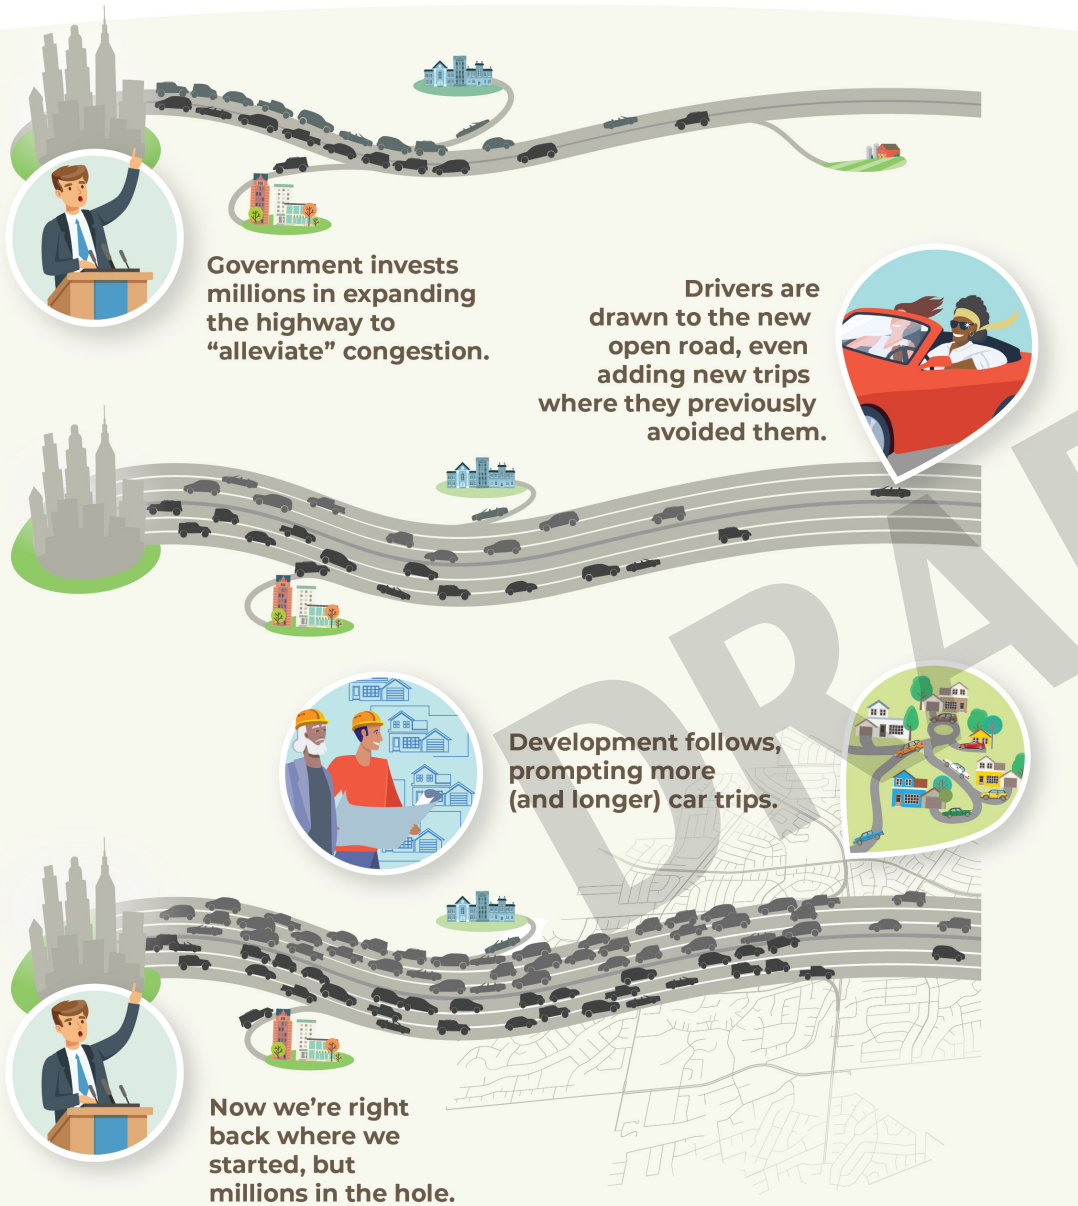 Government invests
millions in expanding
the highway to
“alleviate” congestion.
Drivers are
drawn to the new
open road, even
adding new trips
where they previously
avoided them.
Development follows,
prompting more
(and longer) car trips.
Now we’re right
back where we
started, but
millions in the hole.